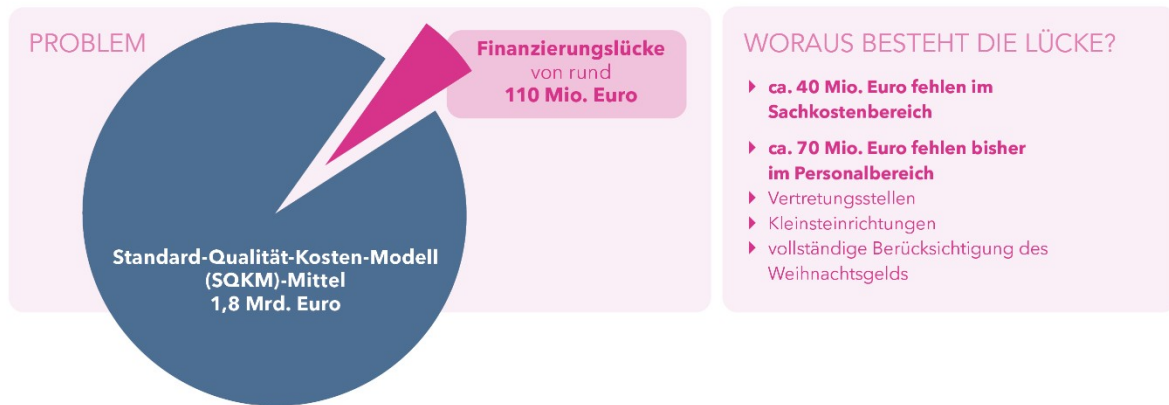 PROBLEM
Finanzierungslücke
von rund
110 Mio. Euro
Standard-Qualität-Kosten-Modell
(SQKM)-Mittel
1,8 Mrd. Euro
WORAUS BESTEHT DIE LÜCKE?
ca. 40 Mio. Euro fehlen im
Sachkostenbereich
ca. 70 Mio. Euro fehlen bisher
im Personalbereich
Vertretungsstellen
Kleinsteinrichtungen
vollständige Berücksichtigung des
Weihnachtsgelds